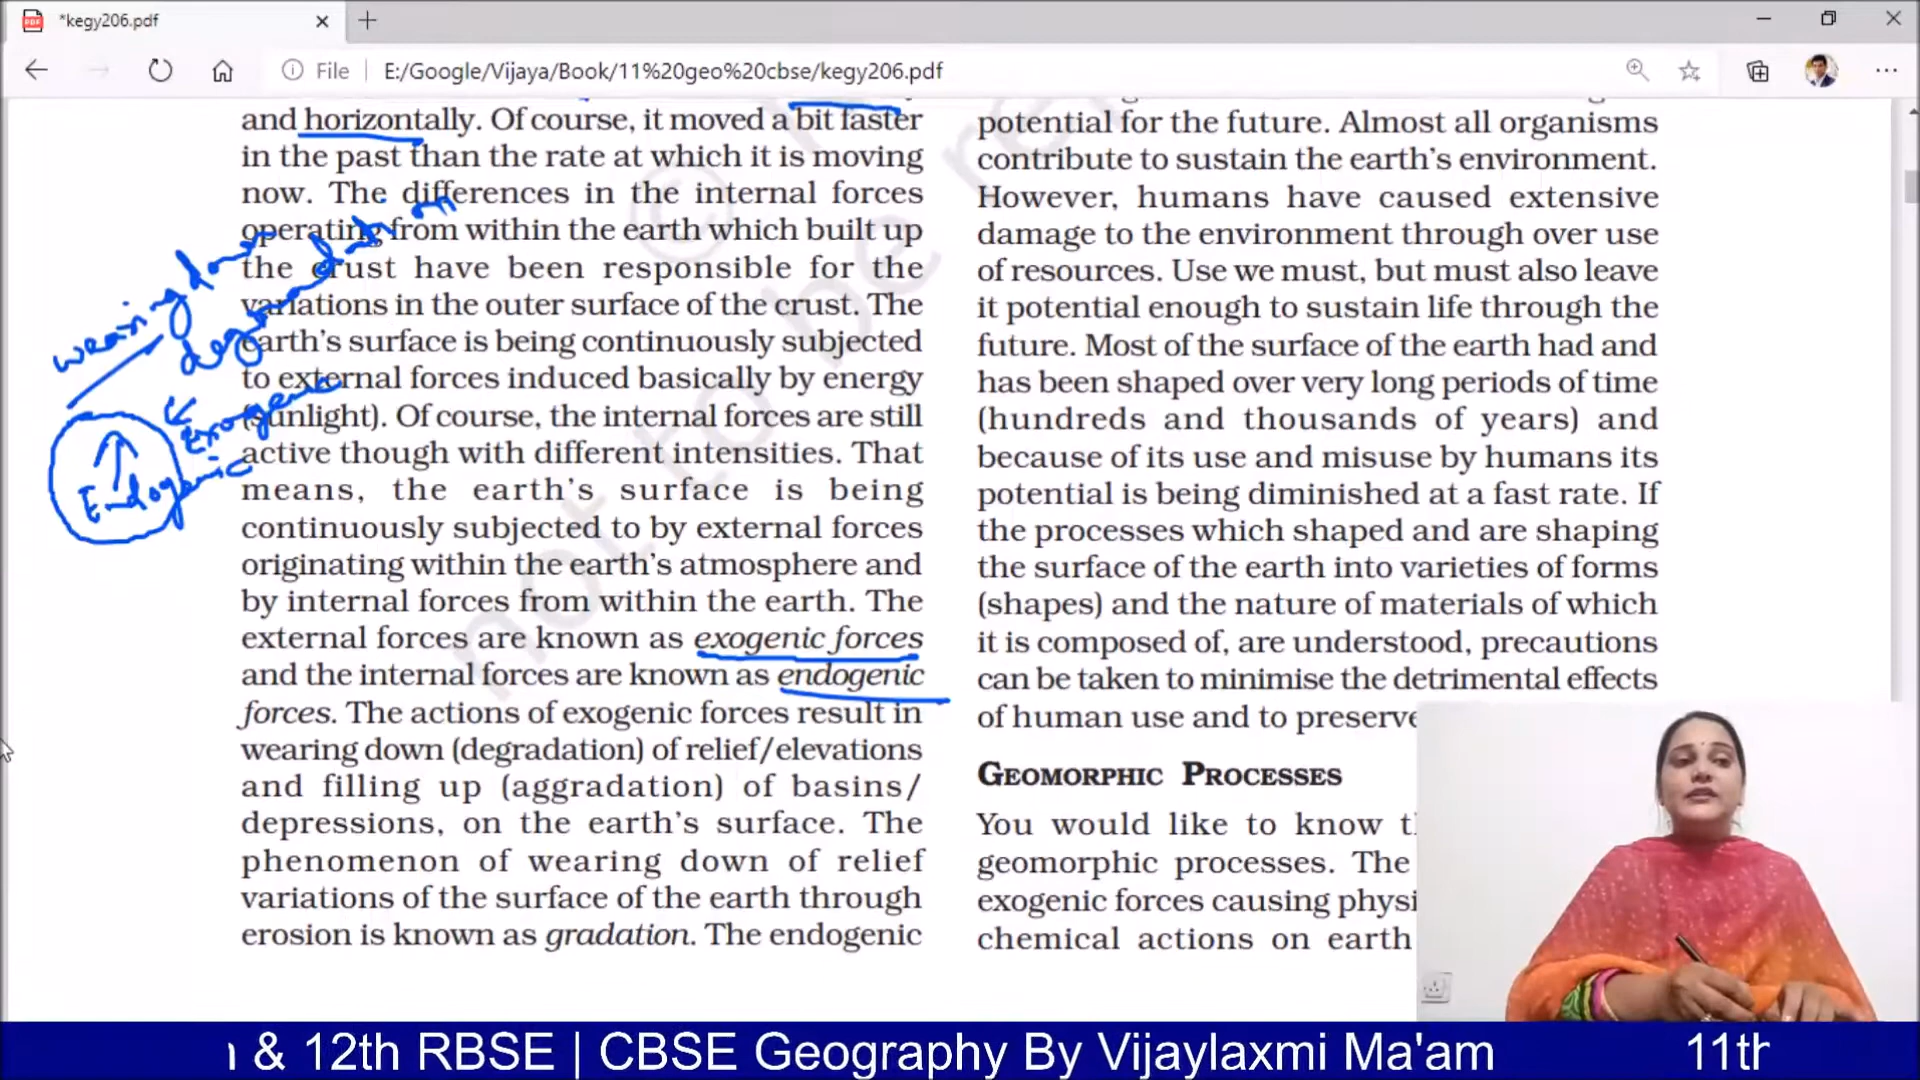 *kegy206.pdf
File
E:/Google/Vijaya/Book/11%20geo%20cbse/kegy206.pdf
and horizontally. Of course, it moved a bit faster
in the past than the rate at which it is moving
now. The differences in the internal forces
operating from within the earth which built up
the crust have been responsible for the
variations in the outer surface of the crust. The
earth's surface is being continuously subjected
to external forces induced basically by energy
(sunlight). Of course, the internal forces are still
active though with different intensities. That
means, the earth's surface is being
continuously subjected to by external forces
originating within the earth's atmosphere and
by internal forces from within the earth. The
external forces are known as exogenic forces
and the internal forces are known as endogenic
forces. The actions of exogenic forces result in
wearing down (degradation) of relief/elevations
and filling up (aggradation) of basins/
depressions, on the earth's surface. The
phenomenon of wearing down of relief
variations of the surface of the earth through
erosion is known as gradation. The endogenic
wearing down
degradation
Exogenic
Endogenic
potential for the future. Almost all organisms
contribute to sustain the earth's environment.
However, humans have caused extensive
damage to the environment through over use
of resources. Use we must, but must also leave
it potential enough to sustain life through the
future. Most of the surface of the earth had and
has been shaped over very long periods of time
(hundreds and thousands of years) and
because of its use and misuse by humans its
potential is being diminished at a fast rate. If
the processes which shaped and are shaping
the surface of the earth into varieties of forms
(shapes) and the nature of materials of which
it is composed of, are understood, precautions
can be taken to minimise the detrimental effects
of human use and to preserve
GEOMORPHIC PROCESSES
You would like to know
geomorphic processes. The
exogenic forces causing
chemical actions on earth
not to be re
& 12th RBSE | CBSE Geography By Vijaylaxmi Ma'am
11th